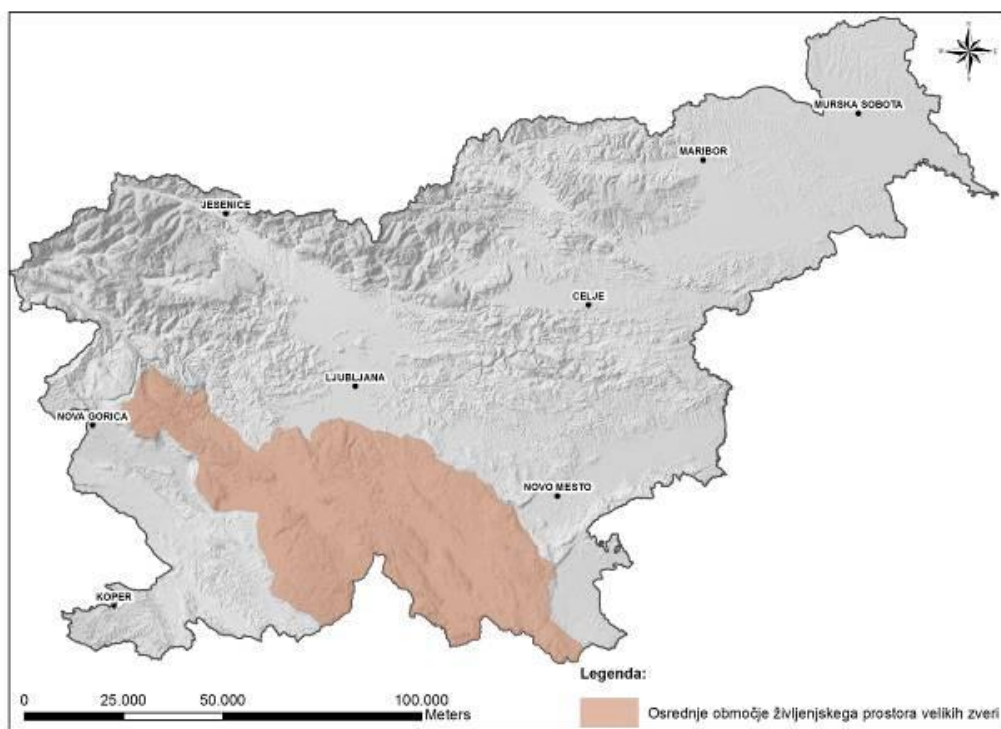 MURSKA SOBOTA
MARIBOR
JESENICE
CELJE
LJUBLJANA
NOVA GORICA
NOVO MESTO
KOPER
Legenda:
0 25.000 50.000 100.000
Meters
Osrednje območje življenjskega prostora velikih zveri